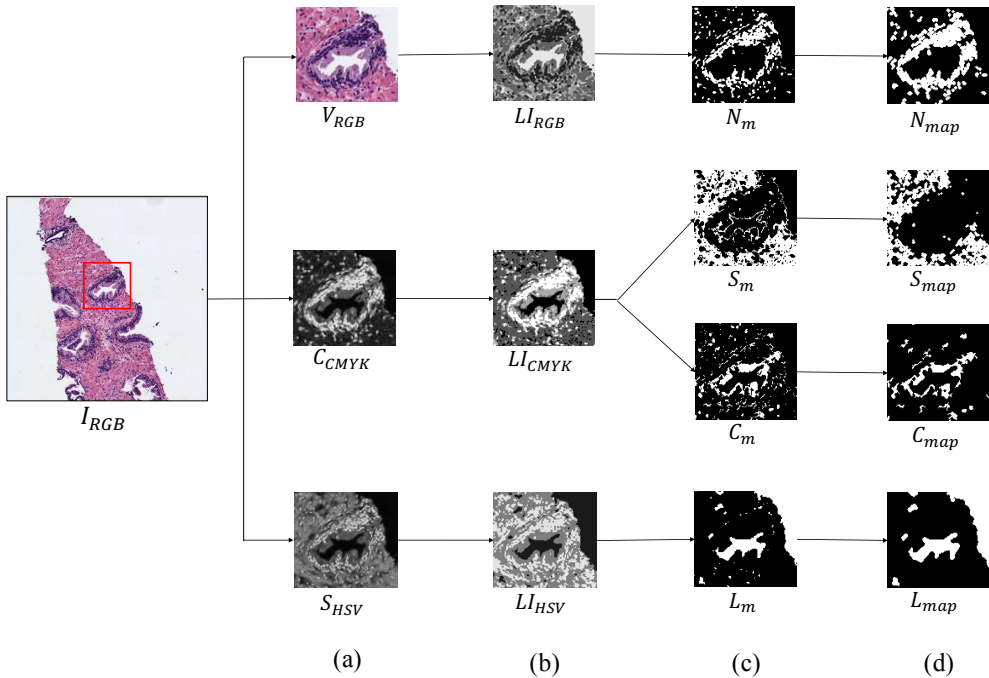 V_RGB LI_RGB N_m N_map
S_m S_map
I_RGB C_CMYK LI_CMYK C_m C_map
S_HSV LI_HSV L_m L_map
(a) (b) (c) (d)